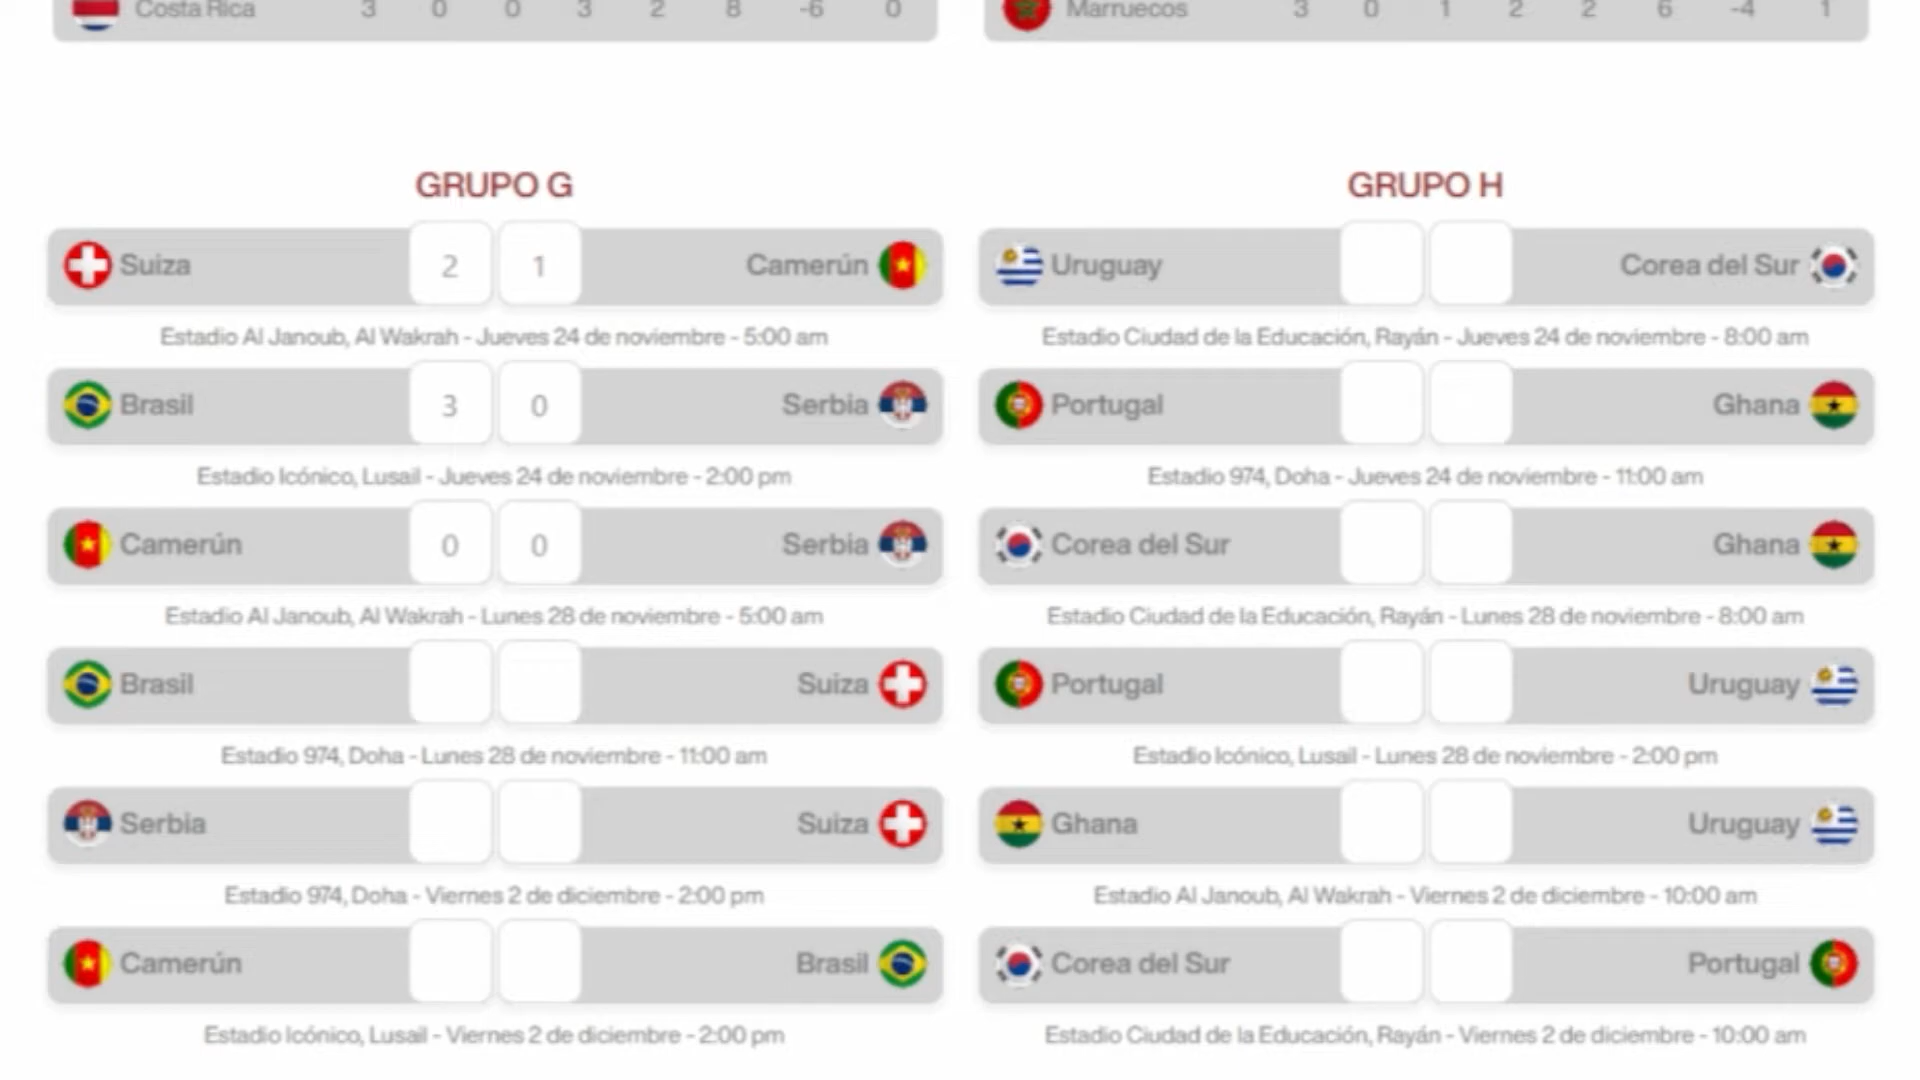 Costa Rica 3 0 0 3 2 8 -6 0
Marruecos 3 0 1 2 2 6 -4 1
GRUPO G
Suiza 2 1 Camerún
Estadio Al Janoub, Al Wakrah - Jueves 24 de noviembre - 5:00 am
Brasil 3 0 Serbia
Estadio Icónico, Lusail - Jueves 24 de noviembre - 2:00 pm
Camerún 0 0 Serbia
Estadio Al Janoub, Al Wakrah - Lunes 28 de noviembre - 5:00 am
Brasil Suiza
Estadio 974, Doha - Lunes 28 de noviembre - 11:00 am
Serbia Suiza
Estadio 974, Doha - Viernes 2 de diciembre - 2:00 pm
Camerún Brasil
Estadio Icónico, Lusail - Viernes 2 de diciembre - 2:00 pm
GRUPO H
Uruguay Corea del Sur
Estadio Ciudad de la Educación, Rayán - Jueves 24 de noviembre - 8:00 am
Portugal Ghana
Estadio 974, Doha - Jueves 24 de noviembre - 11:00 am
Corea del Sur Ghana
Estadio Ciudad de la Educación, Rayán - Lunes 28 de noviembre - 8:00 am
Portugal Uruguay
Estadio Icónico, Lusail - Lunes 28 de noviembre - 2:00 pm
Ghana Uruguay
Estadio Al Janoub, Al Wakrah - Viernes 2 de diciembre - 10:00 am
Corea del Sur Portugal
Estadio Ciudad de la Educación, Rayán - Viernes 2 de diciembre - 10:00 am